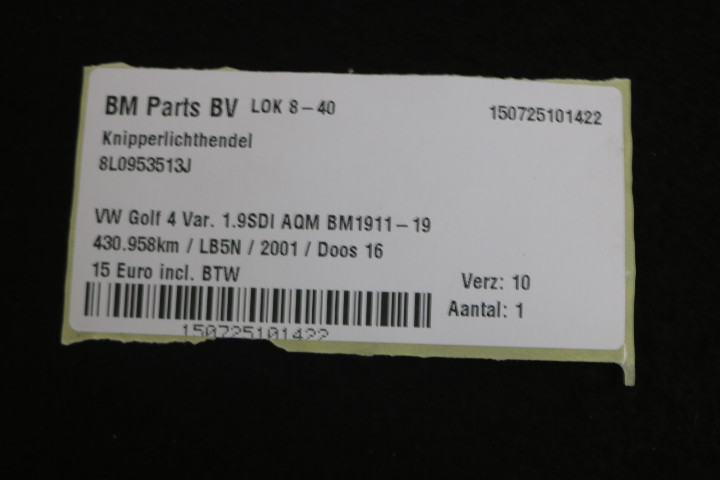 BM Parts BV LOK 8-40 150725101422
Knipperlichthendel
8L0953513J
VW Golf 4 Var. 1.9SDI AQM BM1911-19
430.958km / LB5N / 2001 / Doos 16
15 Euro incl. BTW
Verz: 10
Aantal: 1
150725101422